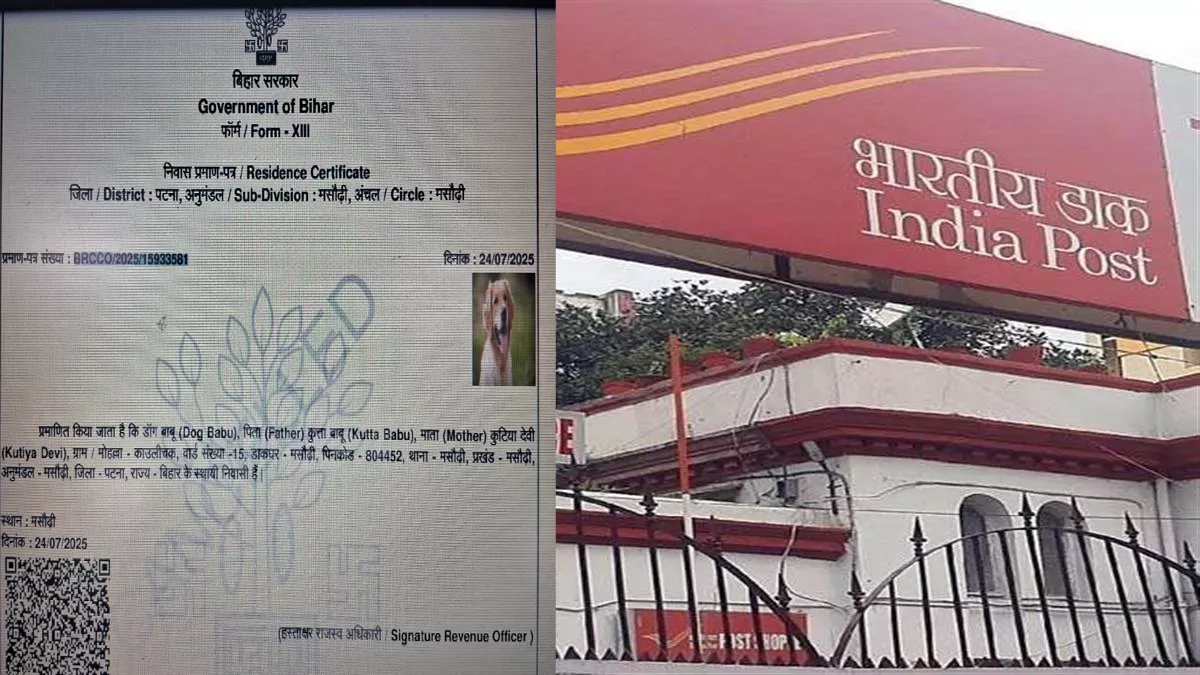 बिहार सरकार
Government of Bihar
फॉर्म / Form - XIII
निवास प्रमाण-पत्र / Residence Certificate
जिला / District : पटना, अनुमंडल / Sub-Division : मसौढ़ी, अंचल / Circle : मसौढ़ी
प्रमाण-पत्र संख्या : BRCCO/2025/15933581
दिनांक : 24/07/2025
प्रमाणित किया जाता है कि डॉग बाबू (Dog Babu), पिता (Father) कुत्ता बाबू (Kutta Babu), माता (Mother) कुटिया देवी
(Kutiya Devi), ग्राम / मोहल्ला - काउलीचक, वार्ड संख्या -15, डाकघर - मसौढ़ी, पिनकोड - 804452, थाना - मसौढ़ी, प्रखंड - मसौढ़ी,
अनुमंडल - मसौढ़ी, जिला - पटना, राज्य - बिहार के स्थायी निवासी हैं |
स्थान : मसौढ़ी
दिनांक : 24/07/2025
(हस्ताक्षर राजस्व अधिकारी / Signature Revenue Officer )
भारतीय डाक
India Post
POST SHOPE